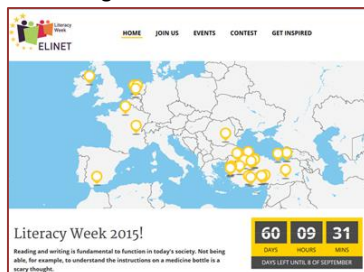 Literacy
Week
ELINET
HOME JOIN US EVENTS CONTEST GET INSPIRED
Literacy Week 2015!
Reading and writing is fundamental to function in today's society. Not being
able, for example, to understand the instructions on a medicine bottle is a
scary thought.
60 09 31
DAYS HOURS MINS
DAYS LEFT UNTIL 8 OF SEPTEMBER